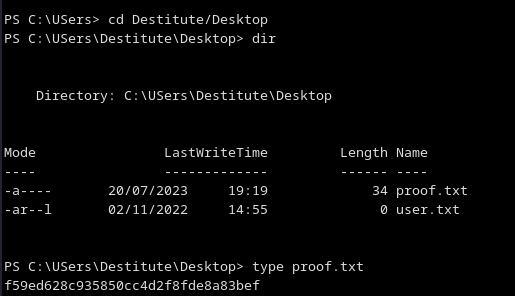 PS C:\USers> cd Destitute/Desktop
PS C:\USers\Destitute\Desktop> dir
Directory: C:\USers\Destitute\Desktop
Mode LastWriteTime Length Name
---- ------------- ------ ----
-a---- 20/07/2023 19:19 34 proof.txt
-ar--l 02/11/2022 14:55 0 user.txt
PS C:\USers\Destitute\Desktop> type proof.txt
f59ed628c935850cc4d2f8fde8a83bef